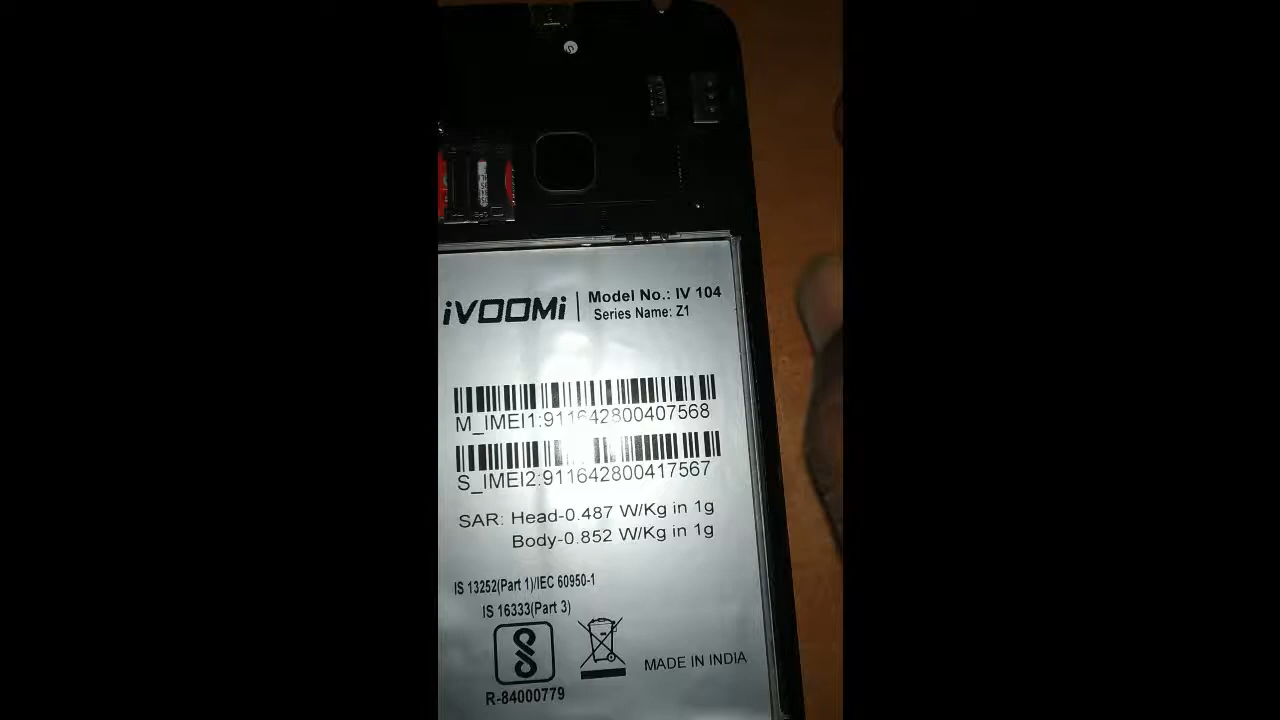 iVOOMi
Model No.: IV 104
Series Name: Z1
M_IMEI1:911642800407568
S_IMEI2:911642800417567
SAR: Head-0.487 W/Kg in 1g
Body-0.852 W/Kg in 1g
IS 13252(Part 1)/IEC 60950-1
IS 16333(Part 3)
R-84000779
MADE IN INDIA